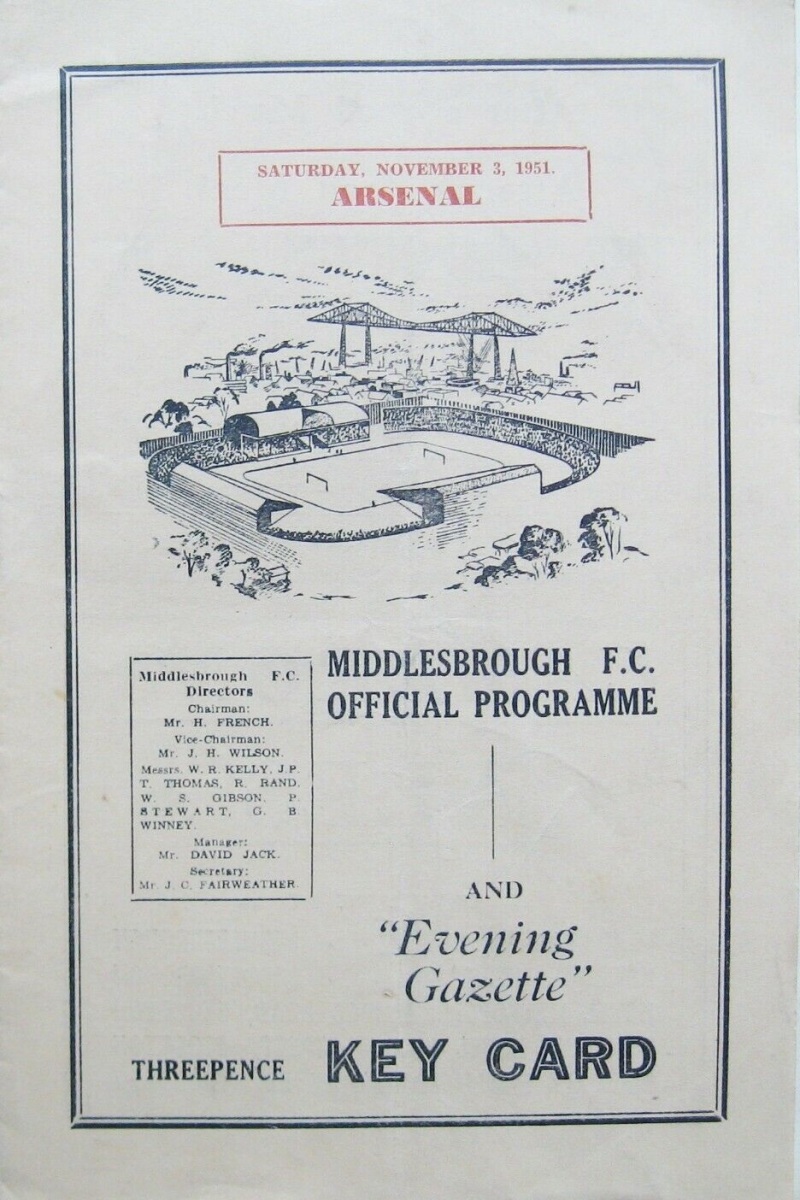 SATURDAY, NOVEMBER 3, 1951.
ARSENAL
Middlesbrough F.C.
Directors
Chairman:
Mr. H. FRENCH.
Vice-Chairman:
Mr. J. H. WILSON.
Messrs. W. R. KELLY, J.P.
T. THOMAS, R. RAND,
W. S. GIBSON, P.
STEWART, G. B.
WINNEY.
Manager:
Mr. DAVID JACK.
Secretary:
Mr. J. C. FAIRWEATHER.
MIDDLESBROUGH F.C.
OFFICIAL PROGRAMME
AND
"Evening
Gazette"
THREEPENCE
KEY CARD